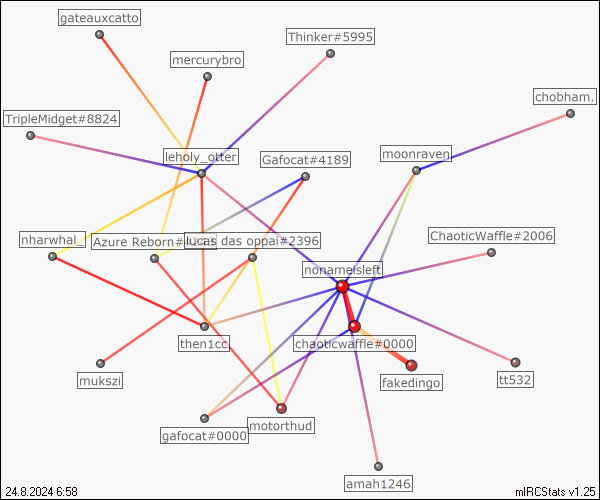 gateauxcatto
Thinker#5995
mercurybro
chobham.
TripleMidget#8824
leholy_otter
Gafocat#4189
moonraven
nharwhal_
Azure Reborn#
lucas das oppai#2396
ChaoticWaffle#2006
nonameisleft
then1cc
chaoticwaffle#0000
mukszi
fakedingo
tt532
gafocat#0000
motorthud
amah1246
24.8.2024 6:58
mIRCStats v1.25